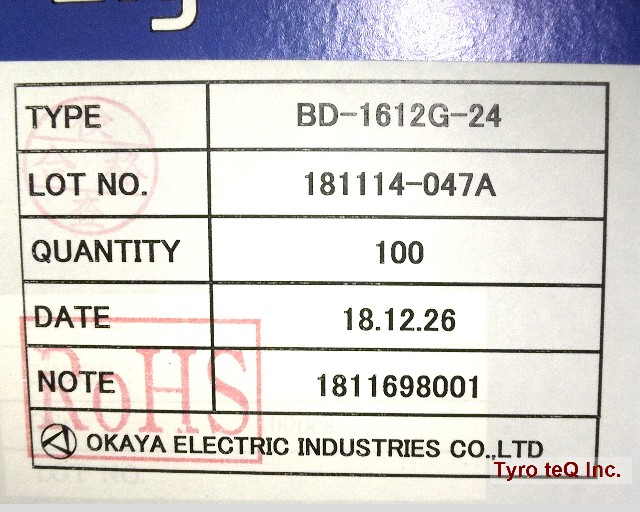 TYPE BD-1612G-24
LOT NO. 181114-047A
QUANTITY 100
DATE 18.12.26
NOTE 1811698001
RoHS
OKAYA ELECTRIC INDUSTRIES CO.,LTD
Tyro teQ Inc.